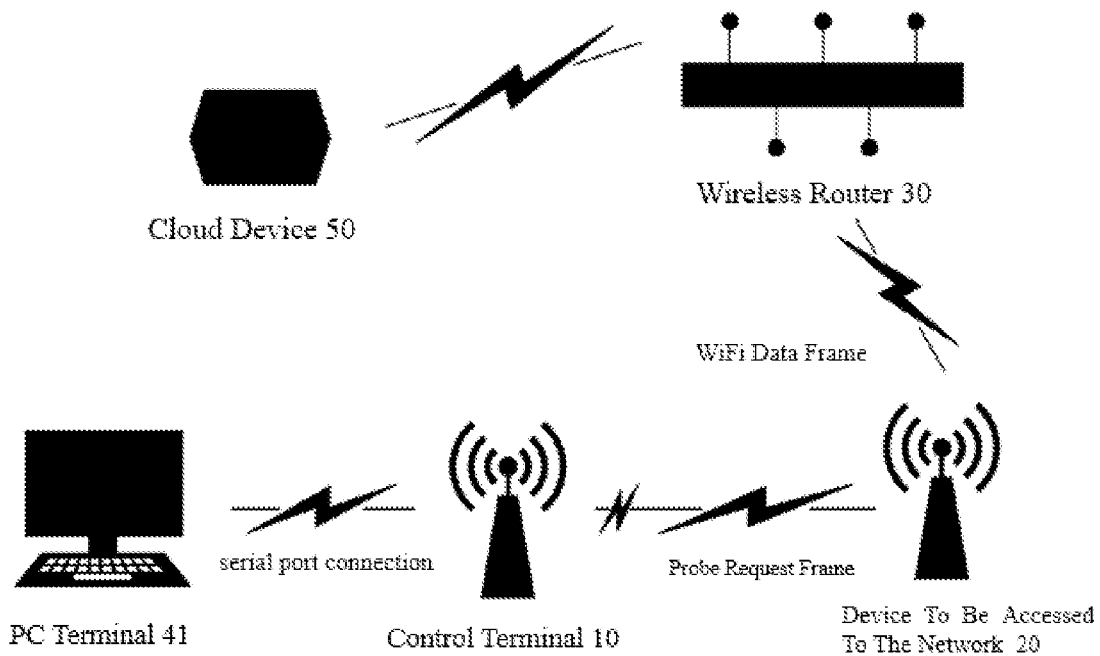 Wireless Router 30
Cloud Device 50
WiFi Data Frame
serial port connection
Probe Request Frame
PC Terminal 41
Control Terminal 10
Device To Be Accessed
To The Network 20